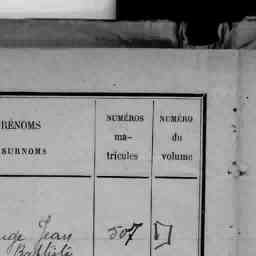 RÉNOMS
SURNOMS
NUMÉROS
ma-
tricules
NUMÉRO
du
volume
Jean 507
Baptiste